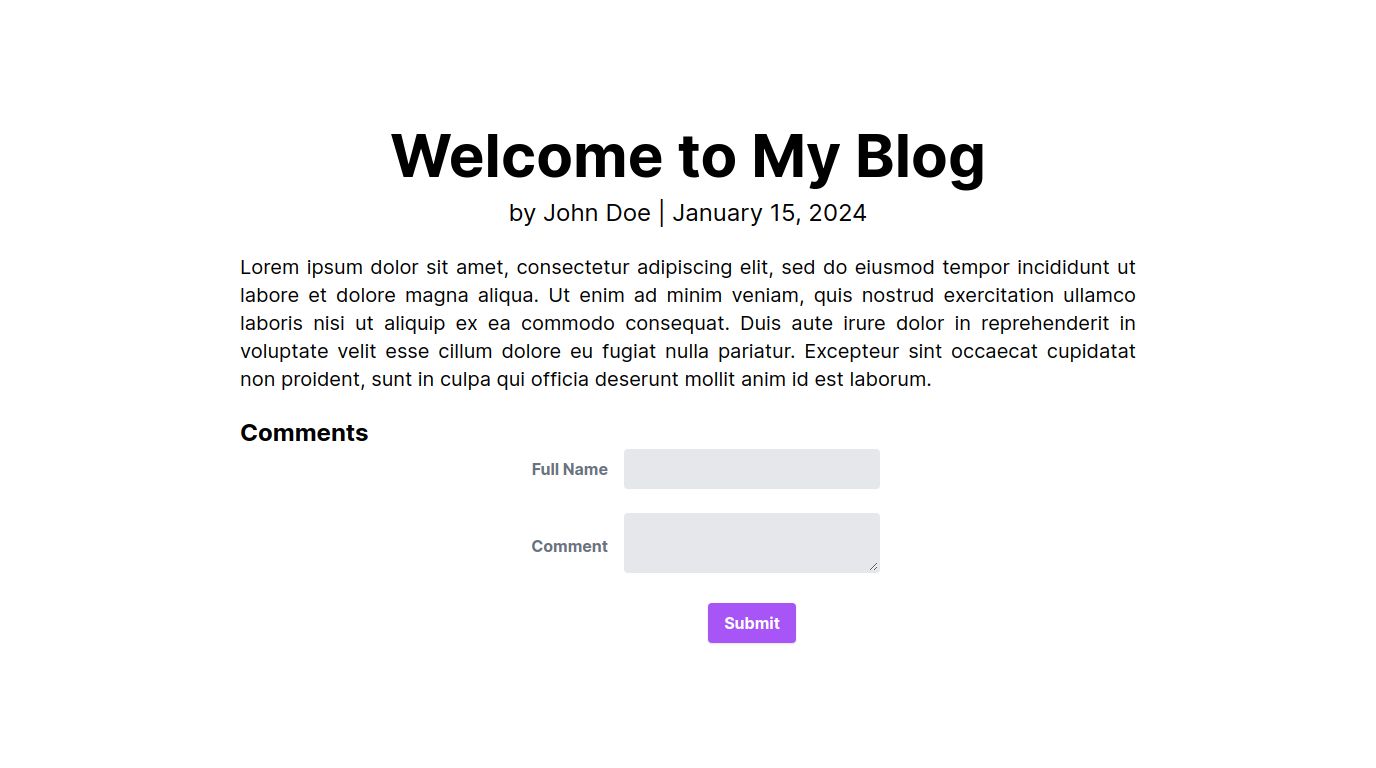 Welcome to My Blog
by John Doe | January 15, 2024
Lorem ipsum dolor sit amet, consectetur adipiscing elit, sed do eiusmod tempor incididunt ut
labore et dolore magna aliqua. Ut enim ad minim veniam, quis nostrud exercitation ullamco
laboris nisi ut aliquip ex ea commodo consequat. Duis aute irure dolor in reprehenderit in
voluptate velit esse cillum dolore eu fugiat nulla pariatur. Excepteur sint occaecat cupidatat
non proident, sunt in culpa qui officia deserunt mollit anim id est laborum.
Comments
Full Name
Comment
Submit